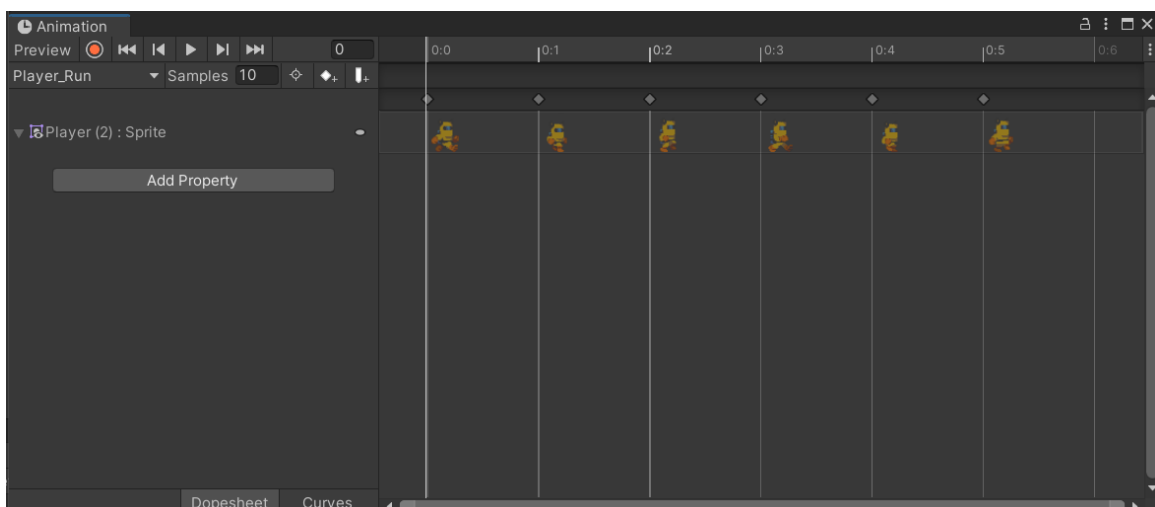 Animation
Preview 0 0:0 0:1 0:2 0:3 0:4 0:5 0:6
Player_Run Samples 10
Player (2) : Sprite
Add Property
Dopesheet Curves